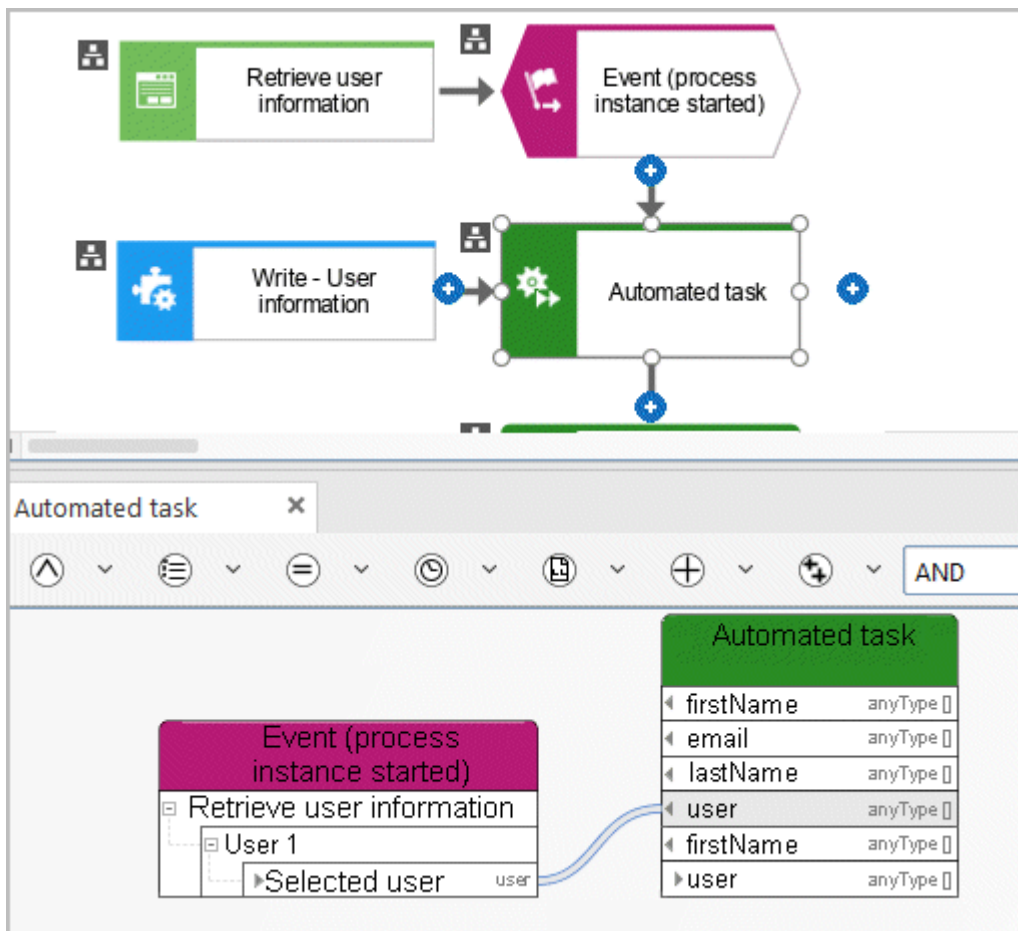 Retrieve user
information
Event (process
instance started)
Write - User
information
Automated task
Automated task
AND
Automated task
firstName anyType []
email anyType []
lastName anyType []
user anyType []
firstName anyType []
user anyType []
Event (process
instance started)
Retrieve user information
User 1
Selected user user